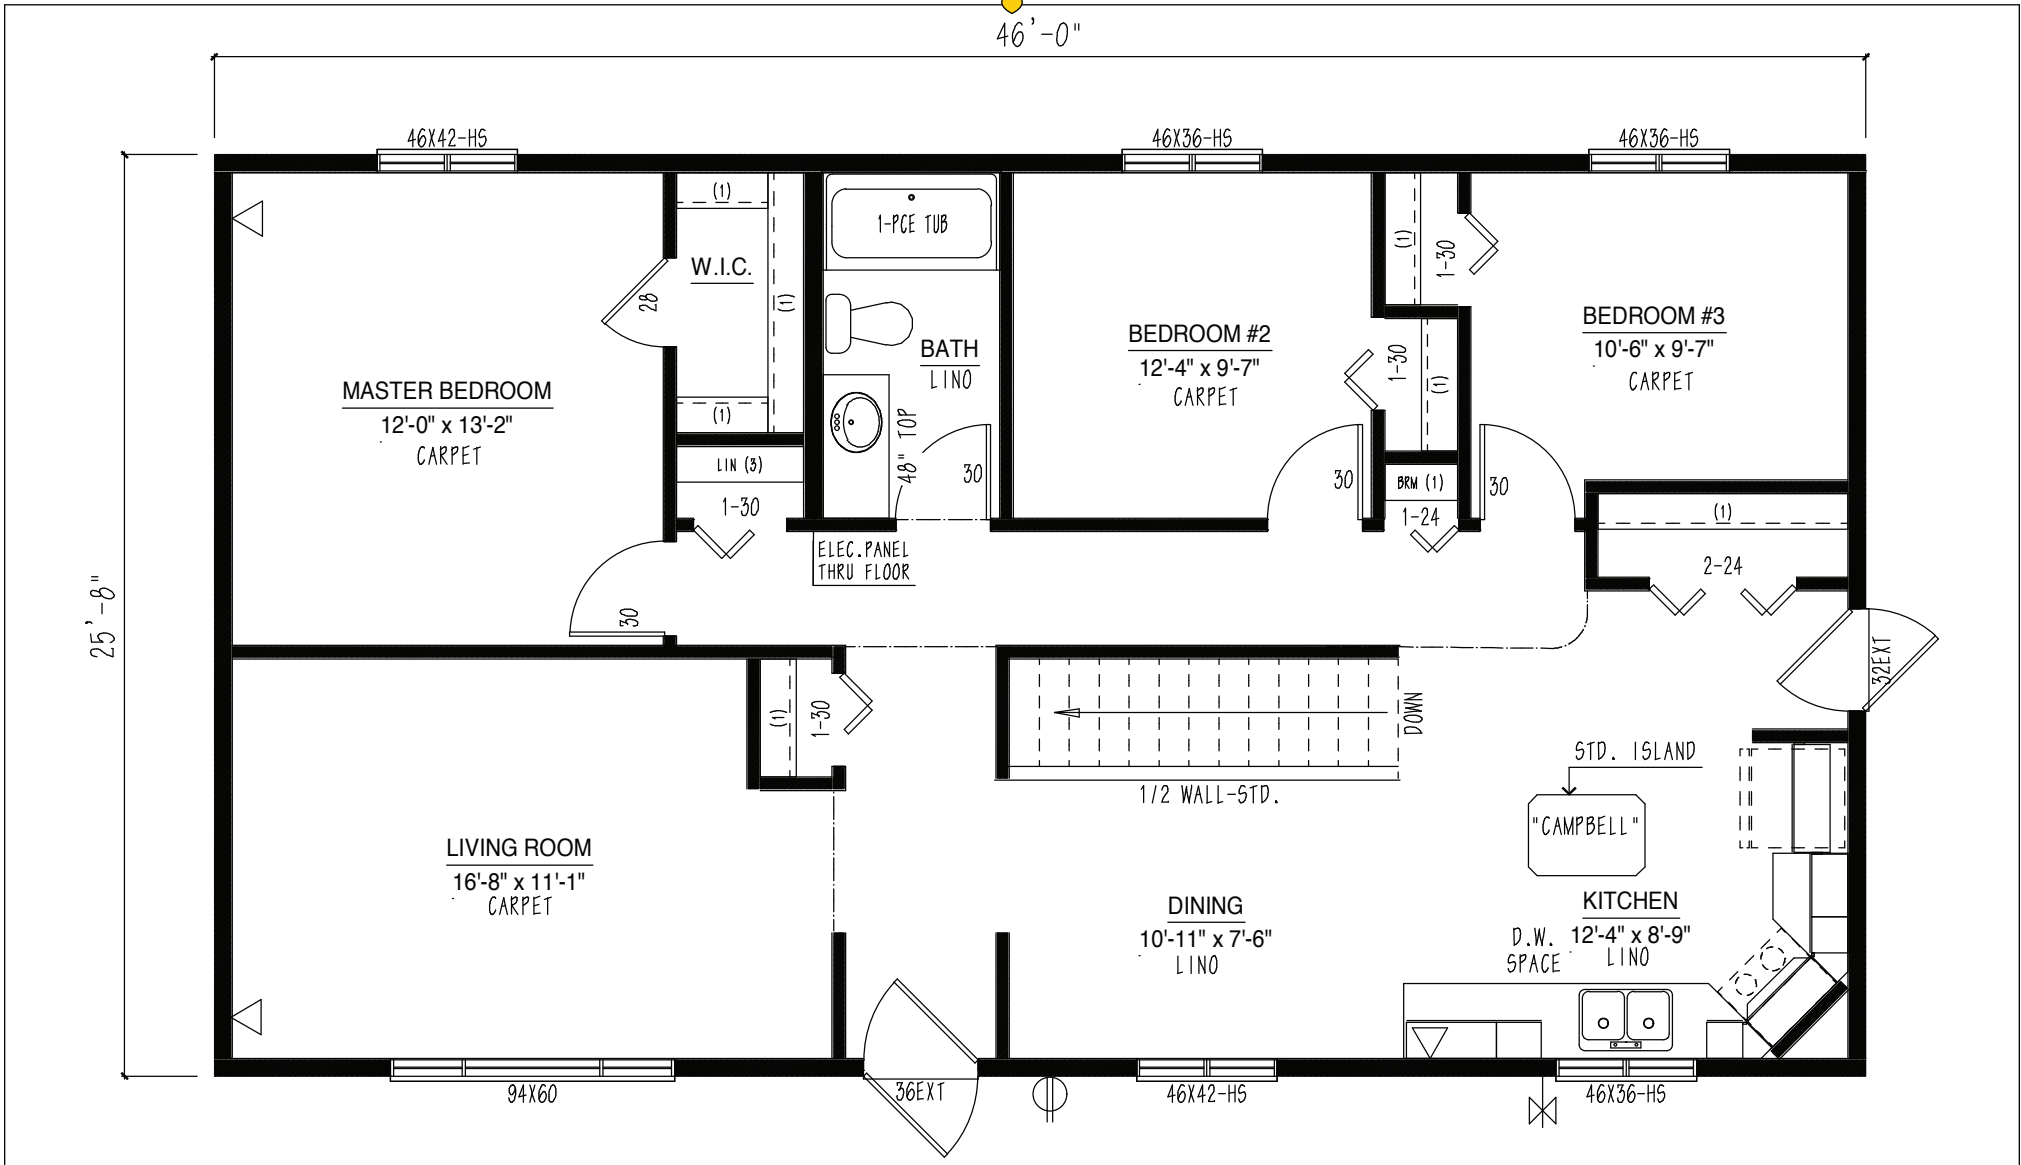 46'-0"
46X42-HS
46X36-HS
46X36-HS
(1)
1-PCE TUB
W.I.C.
(1)
1-30
28
(1)
BEDROOM #3
10'-6" x 9'-7"
CARPET
BEDROOM #2
12'-4" x 9'-7"
CARPET
BATH
LINO
1-30
(1)
MASTER BEDROOM
12'-0" x 13'-2"
CARPET
(1)
48" TOP
LIN (3)
30
30
BRM (1)
30
1-30
1-24
(1)
ELEC.PANEL
THRU FLOOR
2-24
25'-8"
30
32EXT
(1)
1-30
DOWN
STD. ISLAND
1/2 WALL-STD.
"CAMPBELL"
LIVING ROOM
16'-8" x 11'-1"
CARPET
DINING
10'-11" x 7'-6"
LINO
KITCHEN
12'-4" x 8'-9"
LINO
D.W.
SPACE
94X60
36EXT
46X42-HS
46X36-HS